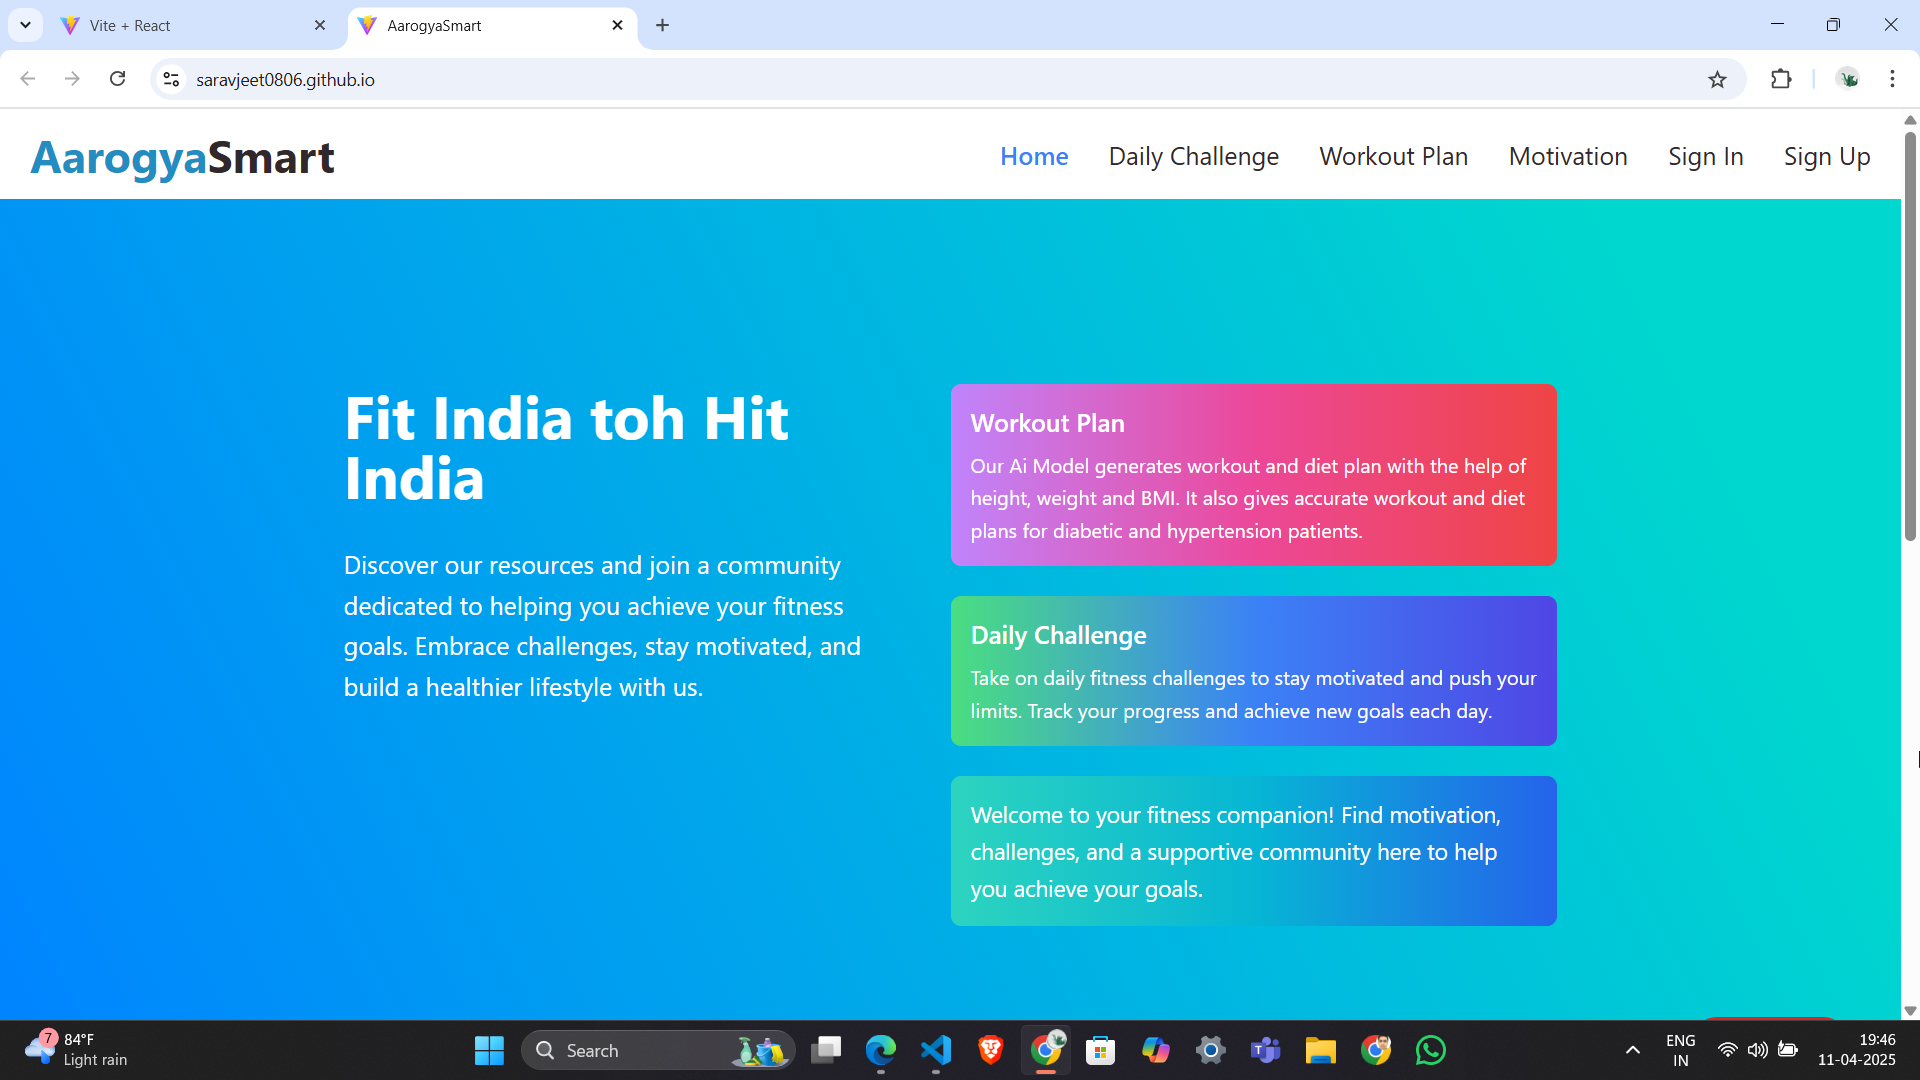 Vite + React
AarogyaSmart
saravjeet0806.github.io
AarogyaSmart
Home
Daily Challenge
Workout Plan
Motivation
Sign In
Sign Up
Fit India toh Hit
India
Discover our resources and join a community
dedicated to helping you achieve your fitness
goals. Embrace challenges, stay motivated, and
build a healthier lifestyle with us.
Workout Plan
Our Ai Model generates workout and diet plan with the help of
height, weight and BMI. It also gives accurate workout and diet
plans for diabetic and hypertension patients.
Daily Challenge
Take on daily fitness challenges to stay motivated and push your
limits. Track your progress and achieve new goals each day.
Welcome to your fitness companion! Find motivation,
challenges, and a supportive community here to help
you achieve your goals.
7
84°F
Light rain
Search
ENG
IN
19:46
11-04-2025